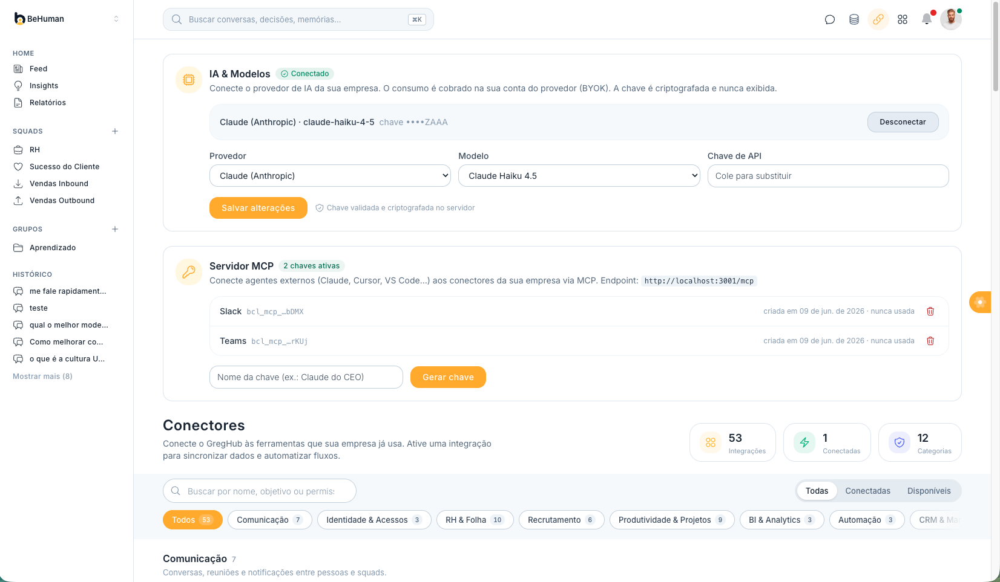 BeHuman
Buscar conversas, decisões, memórias...
⌘K
HOME
Feed
Insights
Relatórios
SQUADS
RH
Sucesso do Cliente
Vendas Inbound
Vendas Outbound
GRUPOS
Aprendizado
HISTÓRICO
me fale rapidament...
teste
qual o melhor mode...
Como melhorar co...
o que é a cultura U...
Mostrar mais (8)
IA & Modelos
Conectado
Conecte o provedor de IA da sua empresa. O consumo é cobrado na sua conta do provedor (BYOK). A chave é criptografada e nunca exibida.
Claude (Anthropic) · claude-haiku-4-5 chave ••••ZAAA
Desconectar
Provedor
Modelo
Chave de API
Claude (Anthropic)
Claude Haiku 4.5
Cole para substituir
Salvar alterações
Chave validada e criptografada no servidor
Servidor MCP
2 chaves ativas
Conecte agentes externos (Claude, Cursor, VS Code...) aos conectores da sua empresa via MCP. Endpoint: http://localhost:3001/mcp
Slack bcl_mcp_…bDMX
criada em 09 de jun. de 2026 · nunca usada
Teams bcl_mcp_…rKUj
criada em 09 de jun. de 2026 · nunca usada
Nome da chave (ex.: Claude do CEO)
Gerar chave
Conectores
Conecte o GregHub às ferramentas que sua empresa já usa. Ative uma integração
para sincronizar dados e automatizar fluxos.
53
Integrações
1
Conectadas
12
Categorias
Buscar por nome, objetivo ou permis
Todas
Conectadas
Disponíveis
Todos 53
Comunicação 7
Identidade & Acessos 3
RH & Folha 10
Recrutamento 6
Produtividade & Projetos 9
BI & Analytics 3
Automação 3
CRM & Ma
Comunicação 7
Conversas, reuniões e notificações entre pessoas e squads.